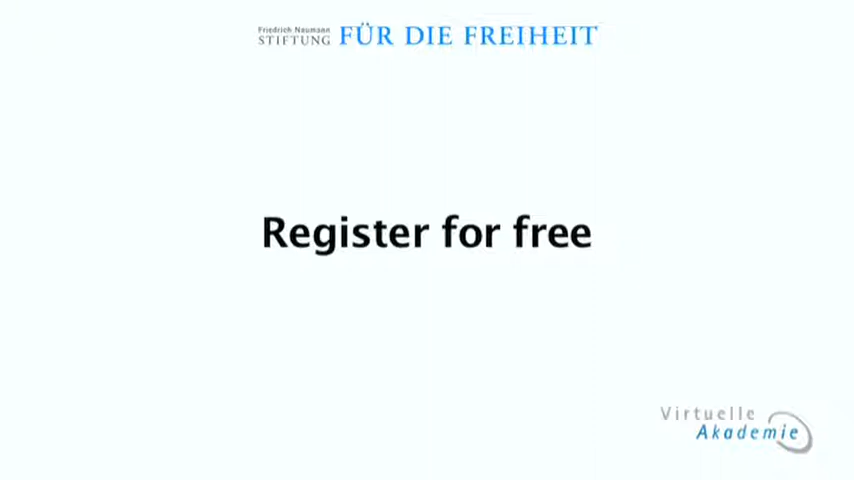 Friedrich Naumann
STIFTUNG FÜR DIE FREIHEIT
Register for free
Virtuelle
Akademie